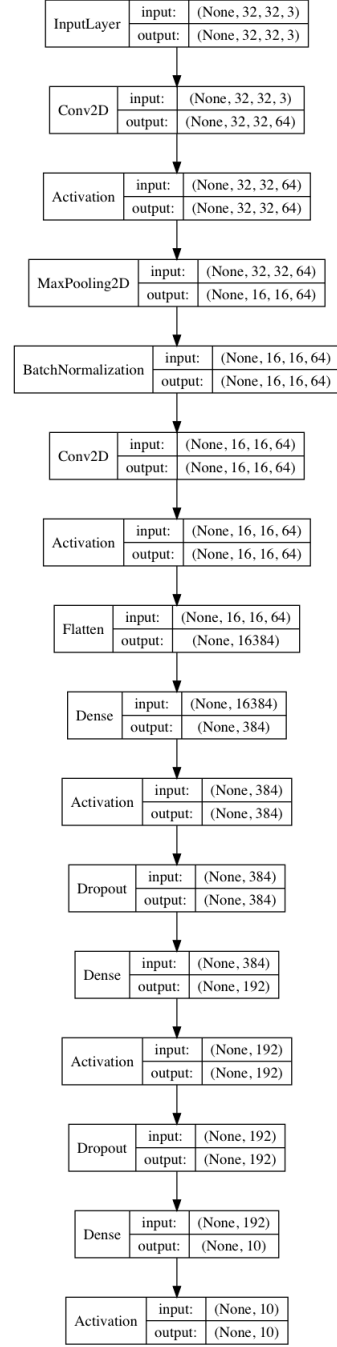 InputLayer input: (None, 32, 32, 3)
output: (None, 32, 32, 3)
Conv2D input: (None, 32, 32, 3)
output: (None, 32, 32, 64)
Activation input: (None, 32, 32, 64)
output: (None, 32, 32, 64)
MaxPooling2D input: (None, 32, 32, 64)
output: (None, 16, 16, 64)
BatchNormalization input: (None, 16, 16, 64)
output: (None, 16, 16, 64)
Conv2D input: (None, 16, 16, 64)
output: (None, 16, 16, 64)
Activation input: (None, 16, 16, 64)
output: (None, 16, 16, 64)
Flatten input: (None, 16, 16, 64)
output: (None, 16384)
Dense input: (None, 16384)
output: (None, 384)
Activation input: (None, 384)
output: (None, 384)
Dropout input: (None, 384)
output: (None, 384)
Dense input: (None, 384)
output: (None, 192)
Activation input: (None, 192)
output: (None, 192)
Dropout input: (None, 192)
output: (None, 192)
Dense input: (None, 192)
output: (None, 10)
Activation input: (None, 10)
output: (None, 10)